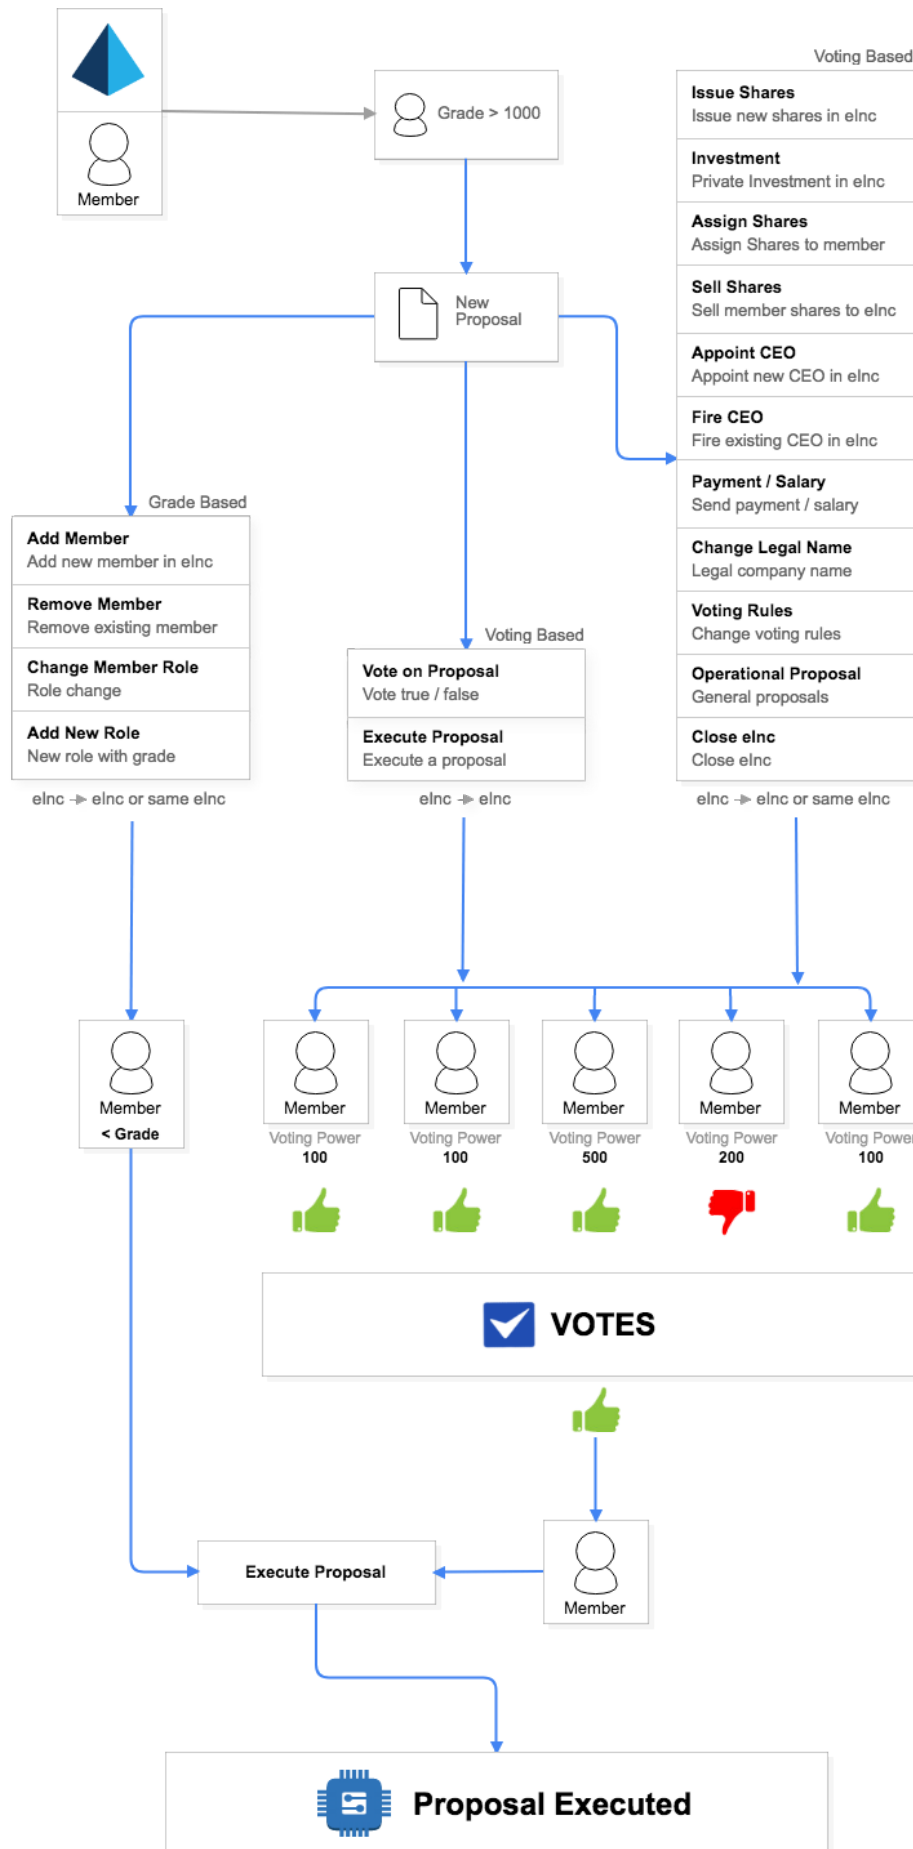 Member
Grade > 1000
New
Proposal
Voting Based
Issue Shares
Issue new shares in eInc
Investment
Private Investment in eInc
Assign Shares
Assign Shares to member
Sell Shares
Sell member shares to eInc
Appoint CEO
Appoint new CEO in eInc
Fire CEO
Fire existing CEO in eInc
Payment / Salary
Send payment / salary
Change Legal Name
Legal company name
Voting Rules
Change voting rules
Operational Proposal
General proposals
Close eInc
Close eInc
eInc → eInc or same eInc
Grade Based
Add Member
Add new member in eInc
Remove Member
Remove existing member
Change Member Role
Role change
Add New Role
New role with grade
eInc → eInc or same eInc
Voting Based
Vote on Proposal
Vote true / false
Execute Proposal
Execute a proposal
eInc → eInc
Member
< Grade
Member
Voting Power
100
Member
Voting Power
100
Member
Voting Power
500
Member
Voting Power
200
Member
Voting Power
100
VOTES
Member
Execute Proposal
Proposal Executed